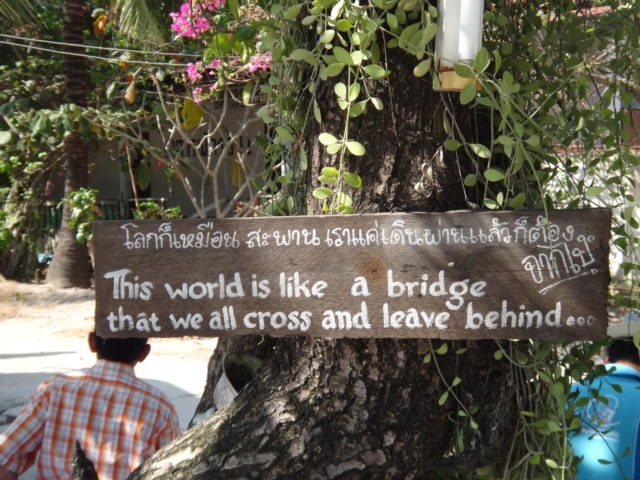 โลกก็เหมือน สะพาน เราแค่เดินผ่านแล้วก็ต้อง
จากไป
This world is like a bridge
that we all cross and leave behind...